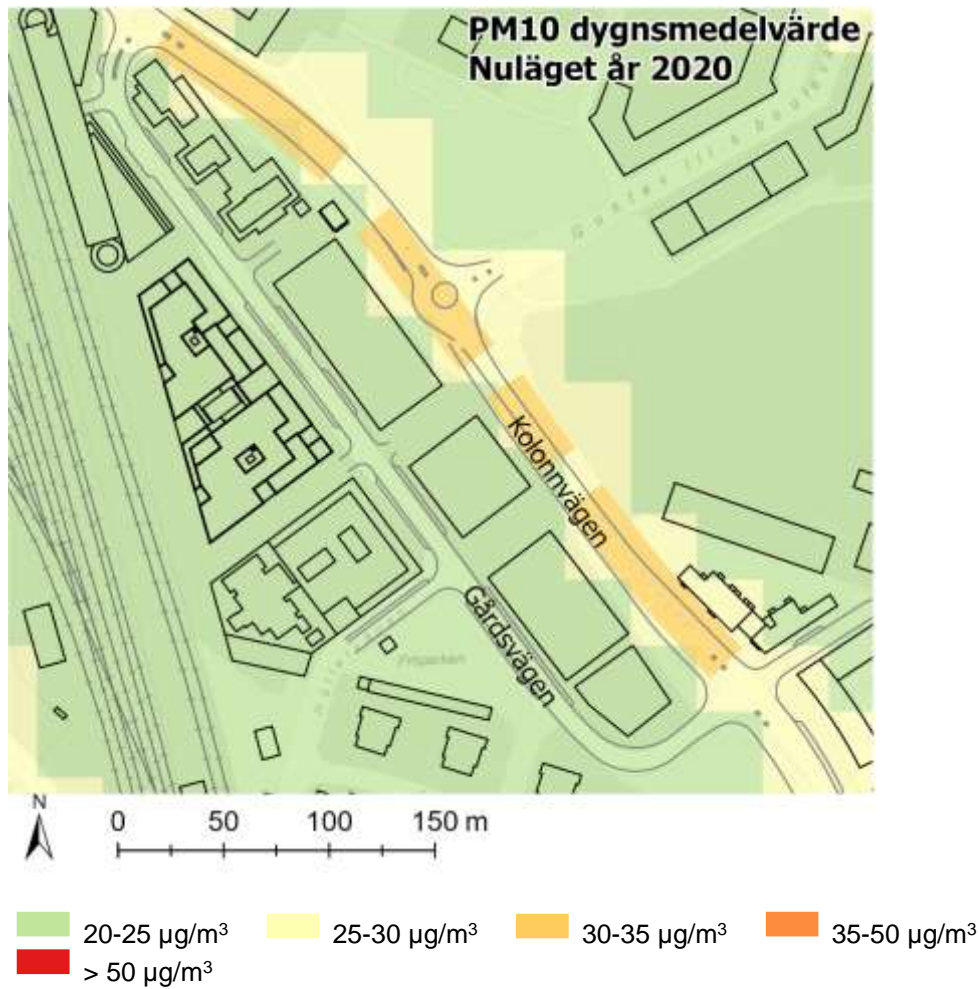 PM10 dygnsmedelvärde
Nuläget år 2020
Kolonnvägen
Gårdsvägen
N
0 50 100 150 m
20-25 µg/m³ 25-30 µg/m³ 30-35 µg/m³ 35-50 µg/m³
> 50 µg/m³